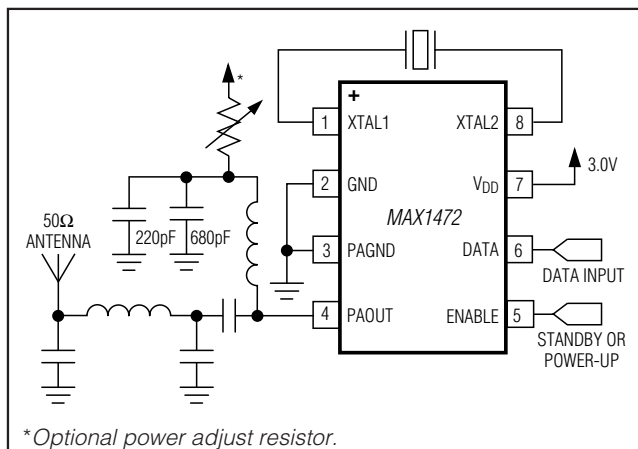 *
+
1 XTAL1 XTAL2 8
2 GND VDD 7 3.0V
MAX1472
50Ω
ANTENNA
220pF 680pF
3 PAGND DATA 6
DATA INPUT
4 PAOUT ENABLE 5
STANDBY OR
POWER-UP
*Optional power adjust resistor.